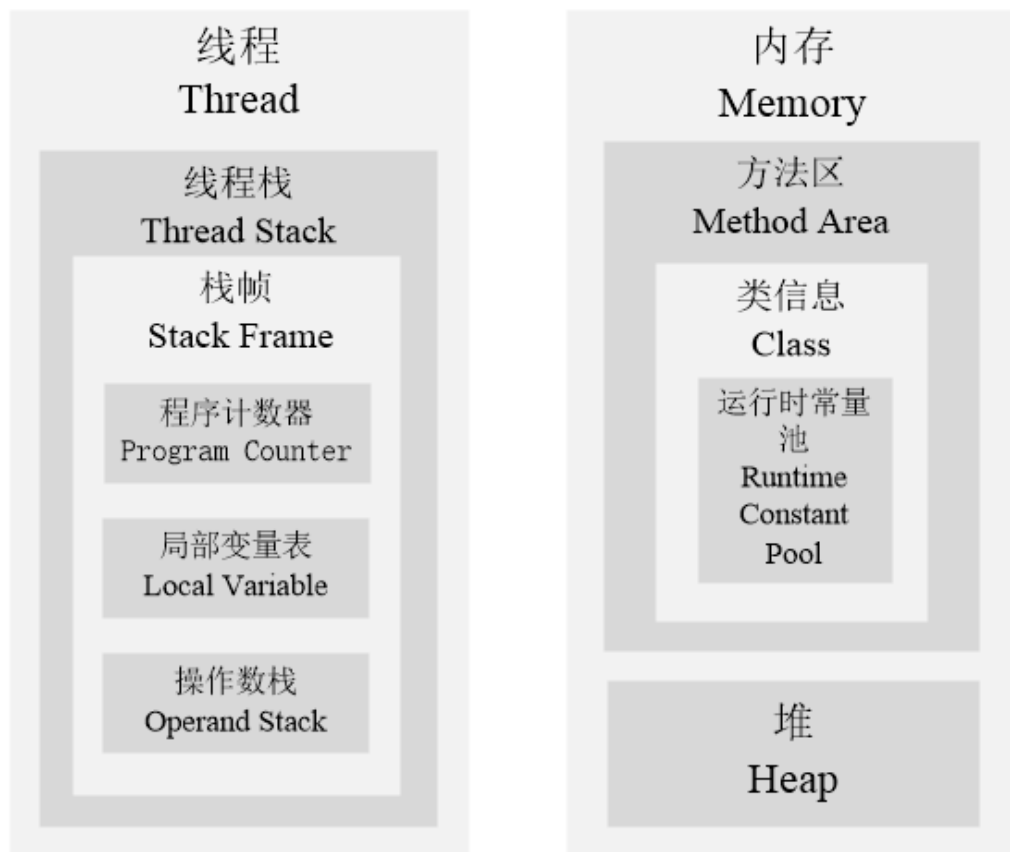 线程
Thread
线程栈
Thread Stack
栈帧
Stack Frame
程序计数器
Program Counter
局部变量表
Local Variable
操作数栈
Operand Stack
内存
Memory
方法区
Method Area
类信息
Class
运行时常量
池
Runtime
Constant
Pool
堆
Heap